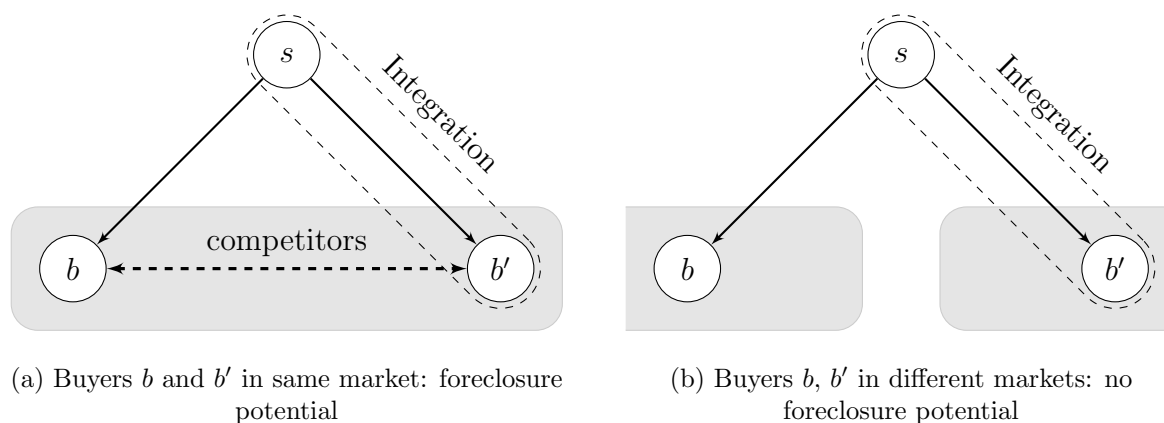 s
Integration
b
competitors
b′
(a) Buyers b and b′ in same market: foreclosure
potential
s
Integration
b
b′
(b) Buyers b, b′ in different markets: no
foreclosure potential